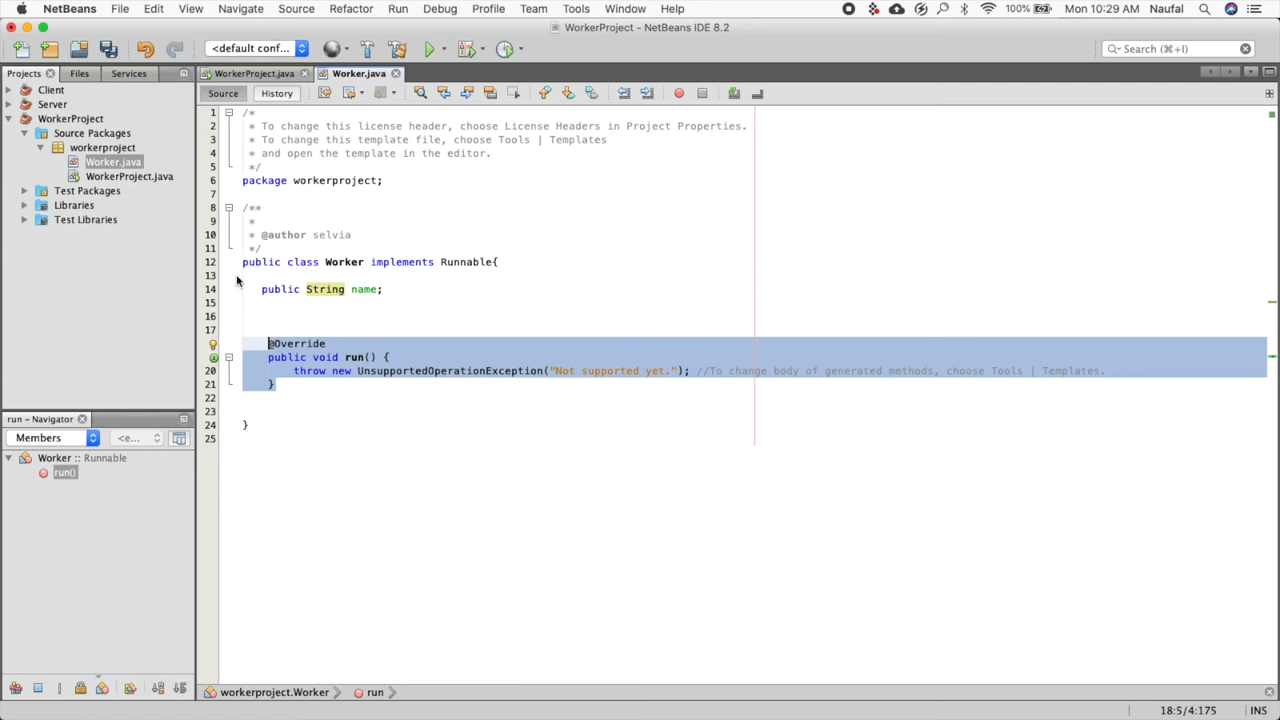 NetBeans File Edit View Navigate Source Refactor Run Debug Profile Team Tools Window Help 100% Mon 10:29 AM Naufal
WorkerProject - NetBeans IDE 8.2
<default conf... Search (⌘+I)
Projects Files Services WorkerProject.java Worker.java
Source History
Client
Server
WorkerProject
Source Packages
workerproject
Worker.java
WorkerProject.java
Test Packages
Libraries
Test Libraries
1 /*
2 * To change this license header, choose License Headers in Project Properties.
3 * To change this template file, choose Tools | Templates
4 * and open the template in the editor.
5 */
6 package workerproject;
7
8 /**
9 *
10 * @author selvia
11 */
12 public class Worker implements Runnable{
13
14 public String name;
15
16
17
@Override
public void run() {
20 throw new UnsupportedOperationException("Not supported yet."); //To change body of generated methods, choose Tools | Templates.
21 }
22
23
24 }
25
run - Navigator
Members <e...
Worker :: Runnable
run()
workerproject.Worker run
18:5/4:175 INS